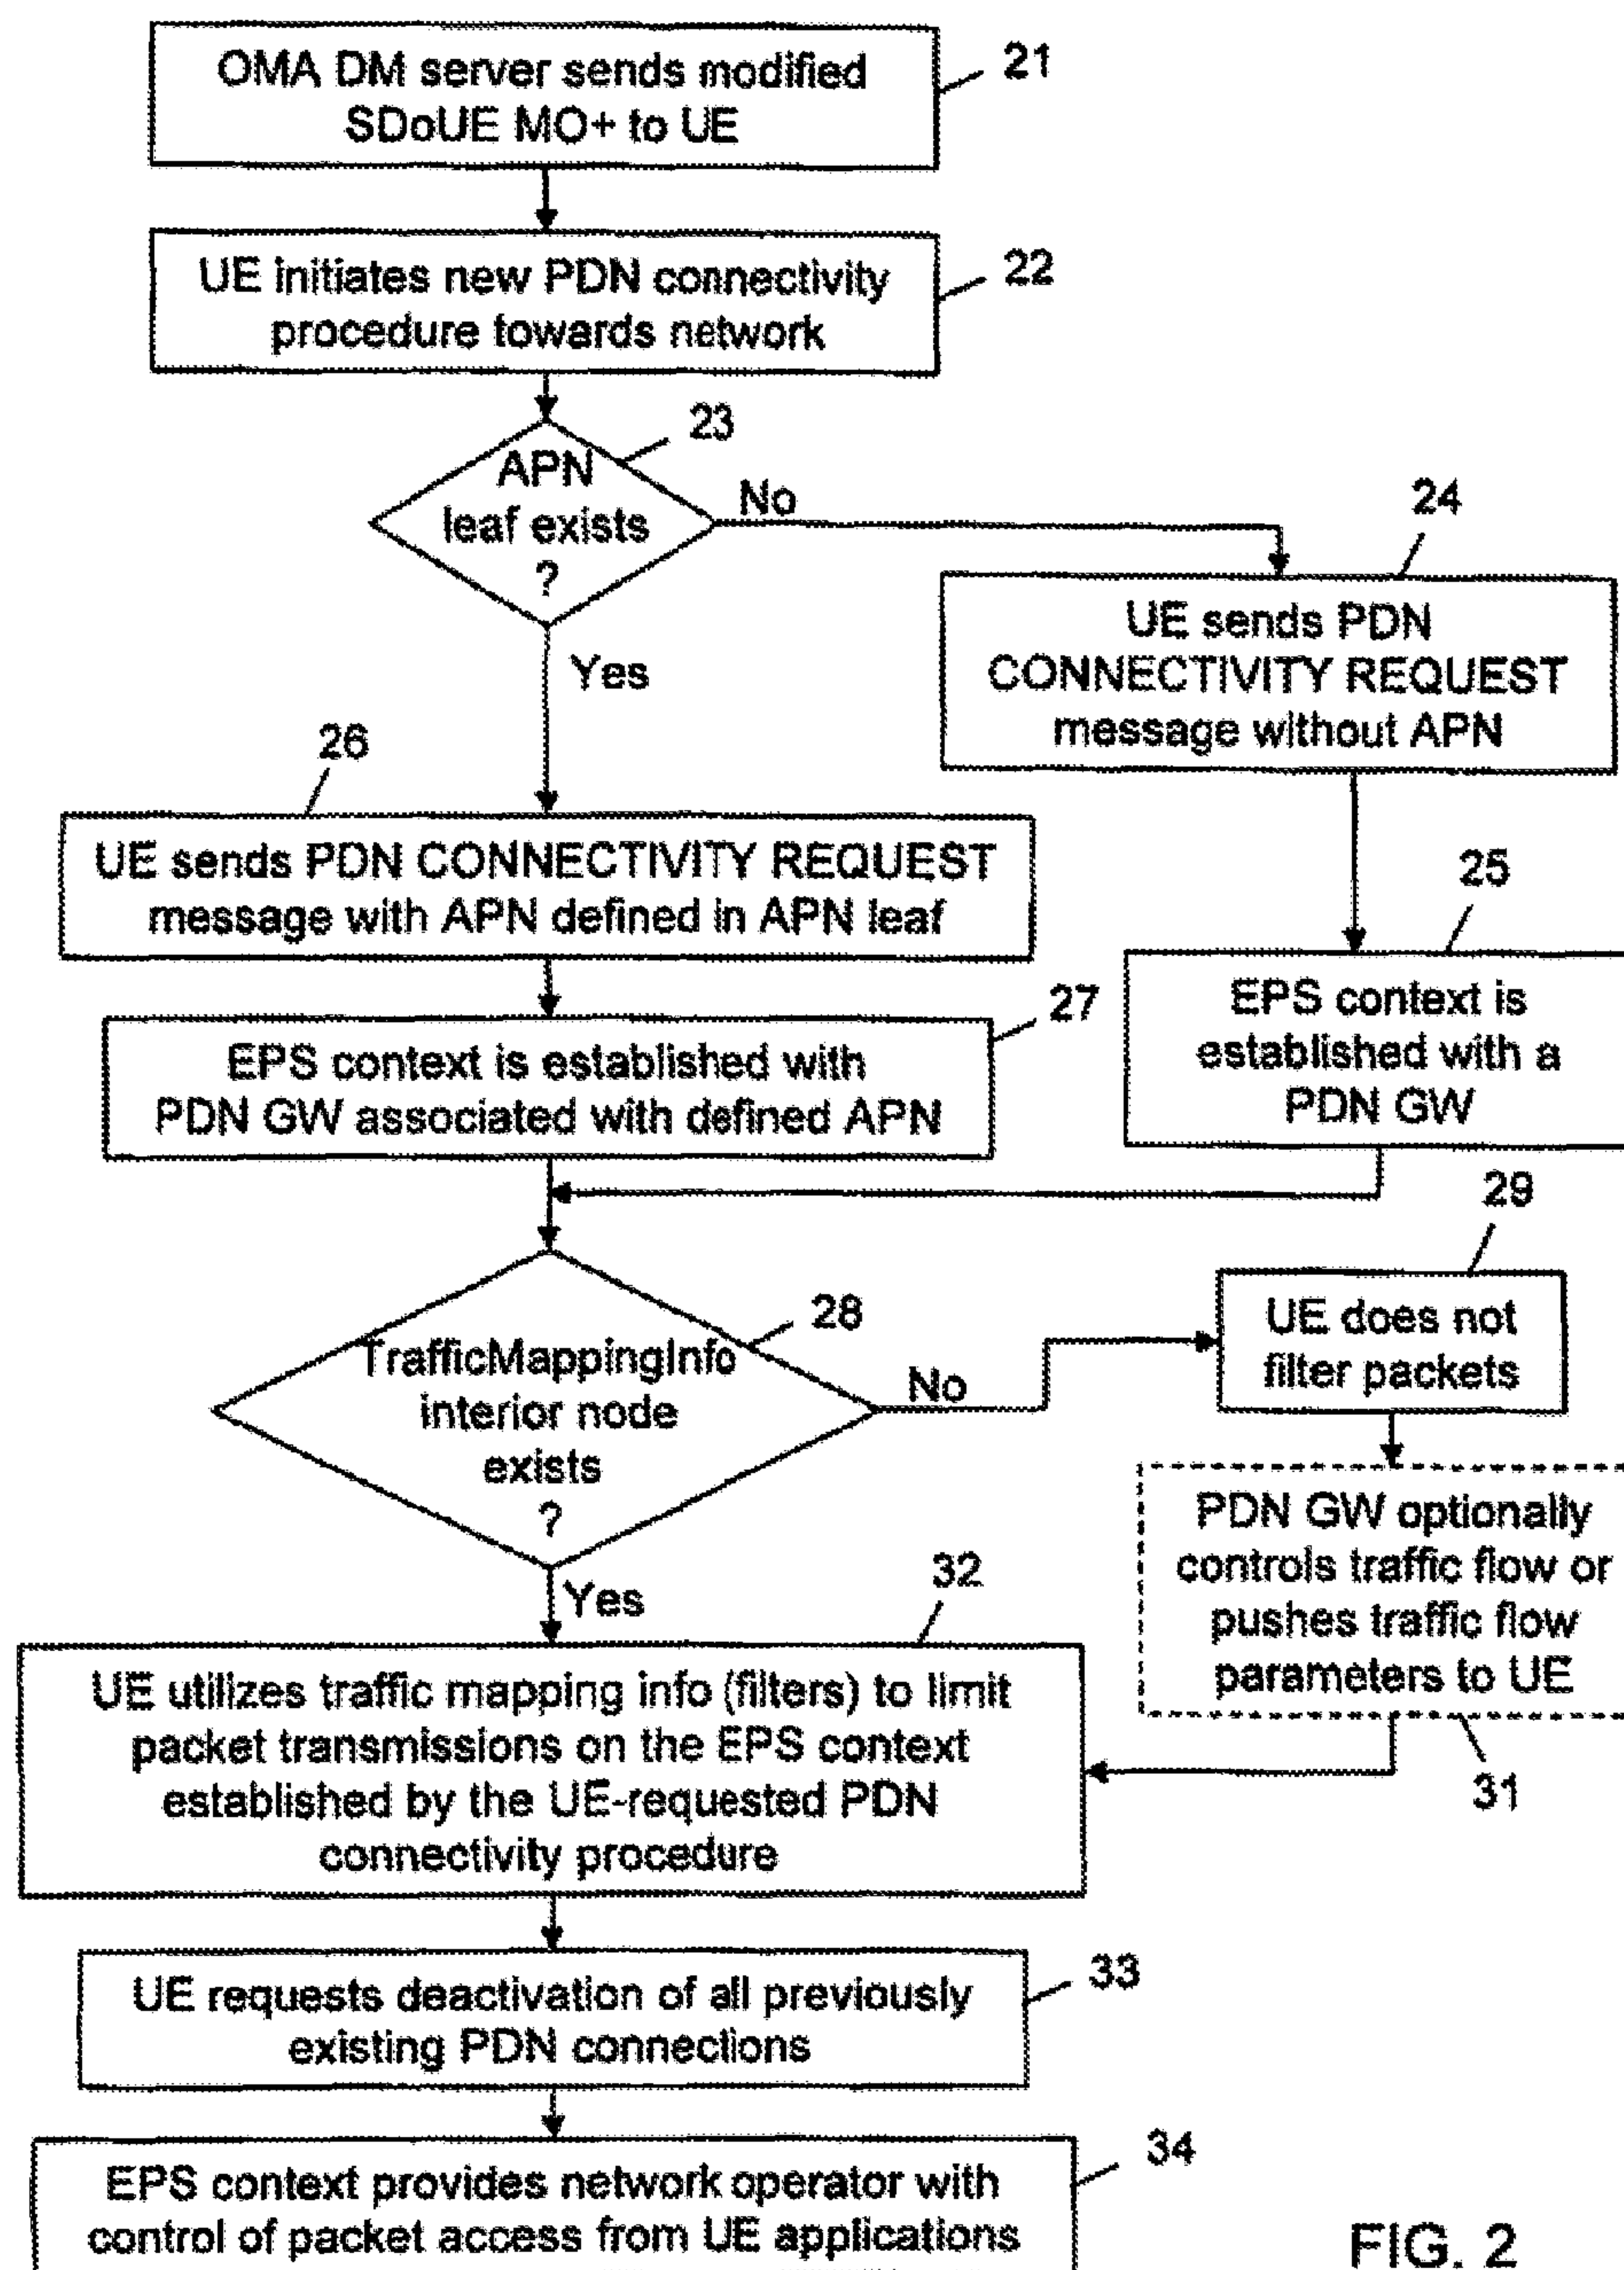 OMA DM server sends modified
SDoUE MO+ to UE
21
UE initiates new PDN connectivity
procedure towards network
22
23
APN
leaf exists
?
No
Yes
24
UE sends PDN
CONNECTIVITY REQUEST
message without APN
26
UE sends PDN CONNECTIVITY REQUEST
message with APN defined in APN leaf
25
EPS context is
established with a
PDN GW
27
EPS context is established with
PDN GW associated with defined APN
28
TrafficMappingInfo
interior node
exists
?
No
Yes
29
UE does not
filter packets
PDN GW optionally
controls traffic flow or
pushes traffic flow
parameters to UE
31
32
UE utilizes traffic mapping info (filters) to limit
packet transmissions on the EPS context
established by the UE-requested PDN
connectivity procedure
UE requests deactivation of all previously
existing PDN connections
33
EPS context provides network operator with
control of packet access from UE applications
34
FIG. 2